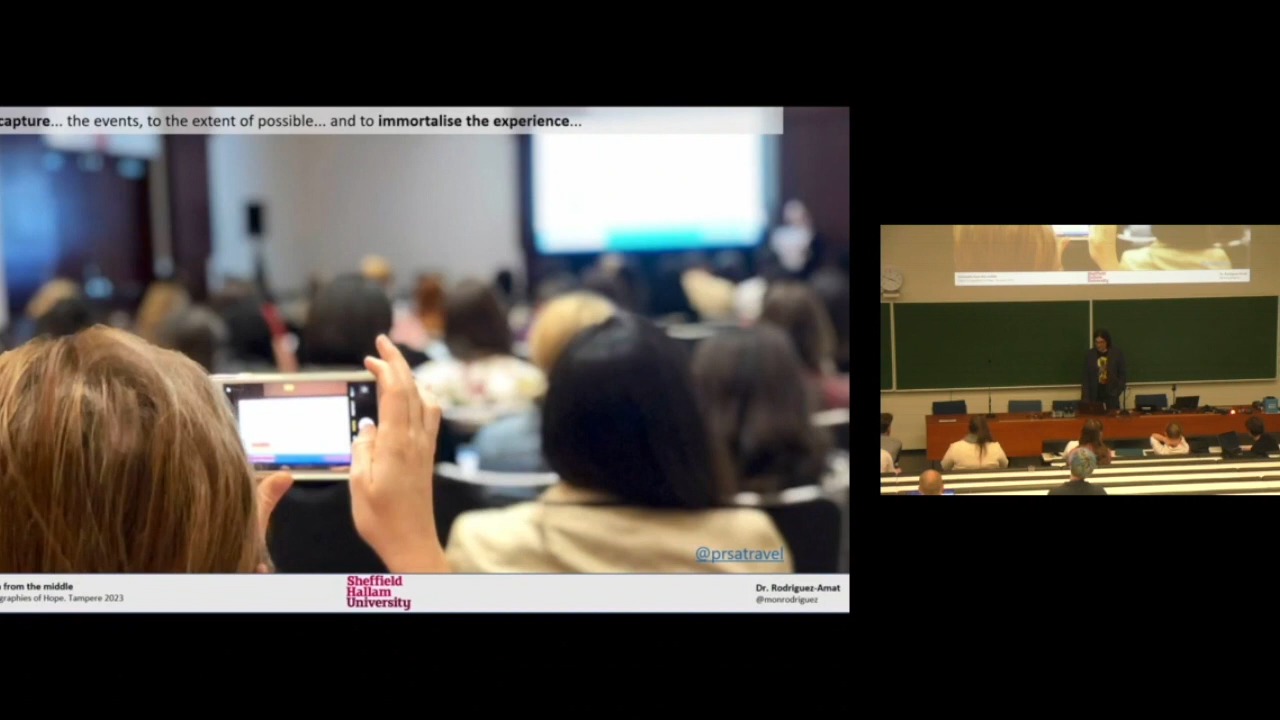 capture... the events, to the extent of possible... and to immortalise the experience...
@prsatravel
from the middle
graphies of Hope. Tampere 2023
Sheffield
Hallam
University
Dr. Rodriguez-Amat
@monrodriguez